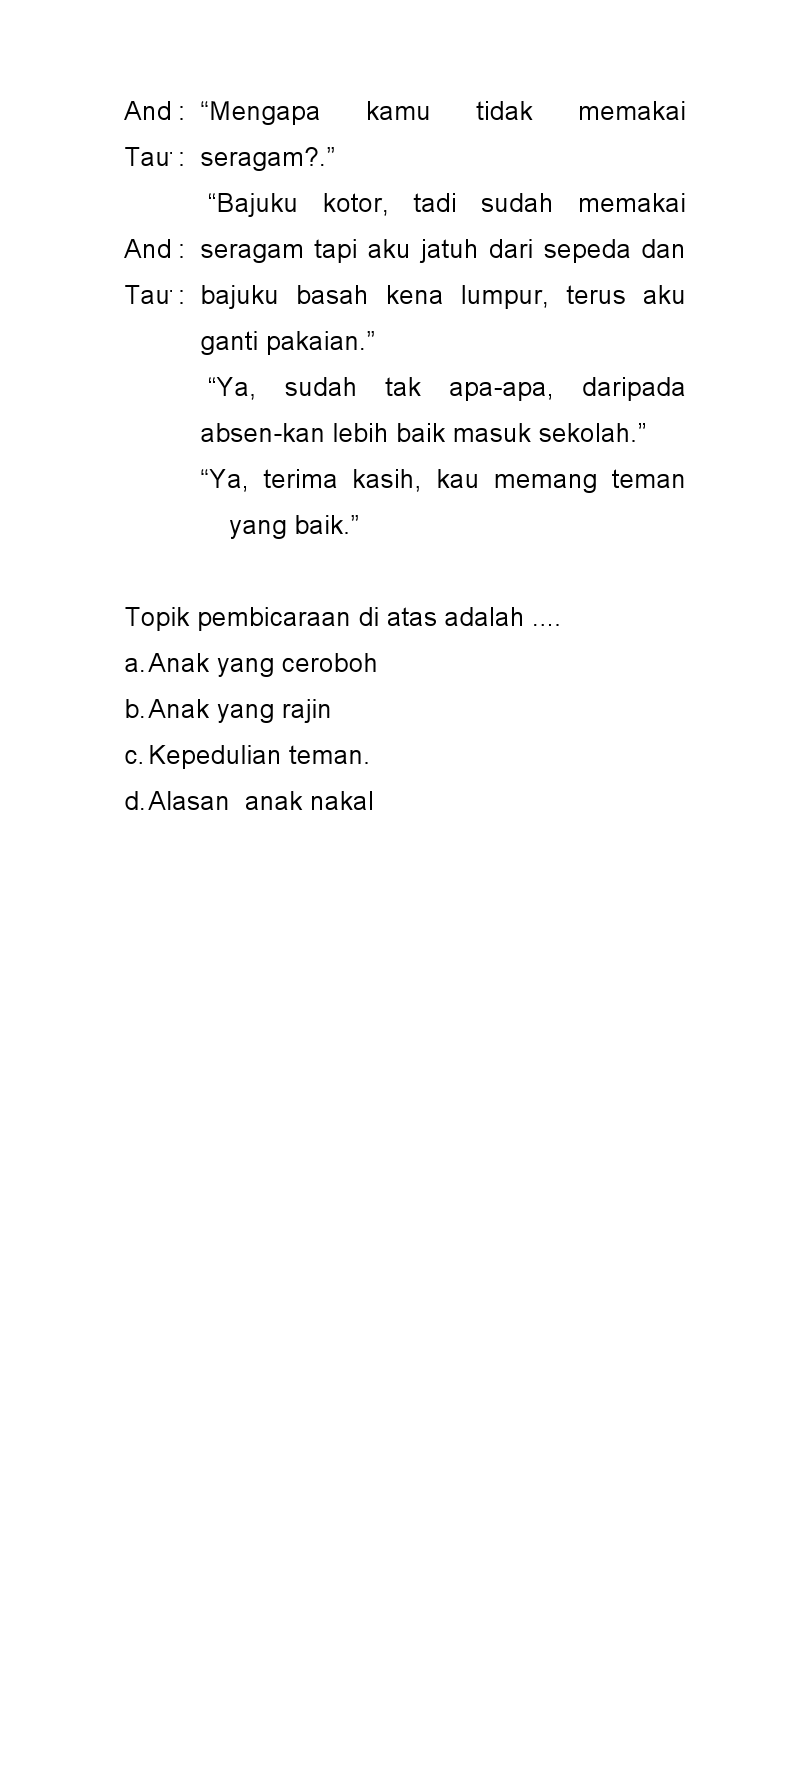 And : “Mengapa kamu tidak memakai
Tau : seragam?.”
“Bajuku kotor, tadi sudah memakai
And : seragam tapi aku jatuh dari sepeda dan
Tau : bajuku basah kena lumpur, terus aku
ganti pakaian.”
“Ya, sudah tak apa-apa, daripada
absen-kan lebih baik masuk sekolah.”
“Ya, terima kasih, kau memang teman
yang baik.”
Topik pembicaraan di atas adalah ....
a. Anak yang ceroboh
b. Anak yang rajin
c. Kepedulian teman.
d. Alasan anak nakal